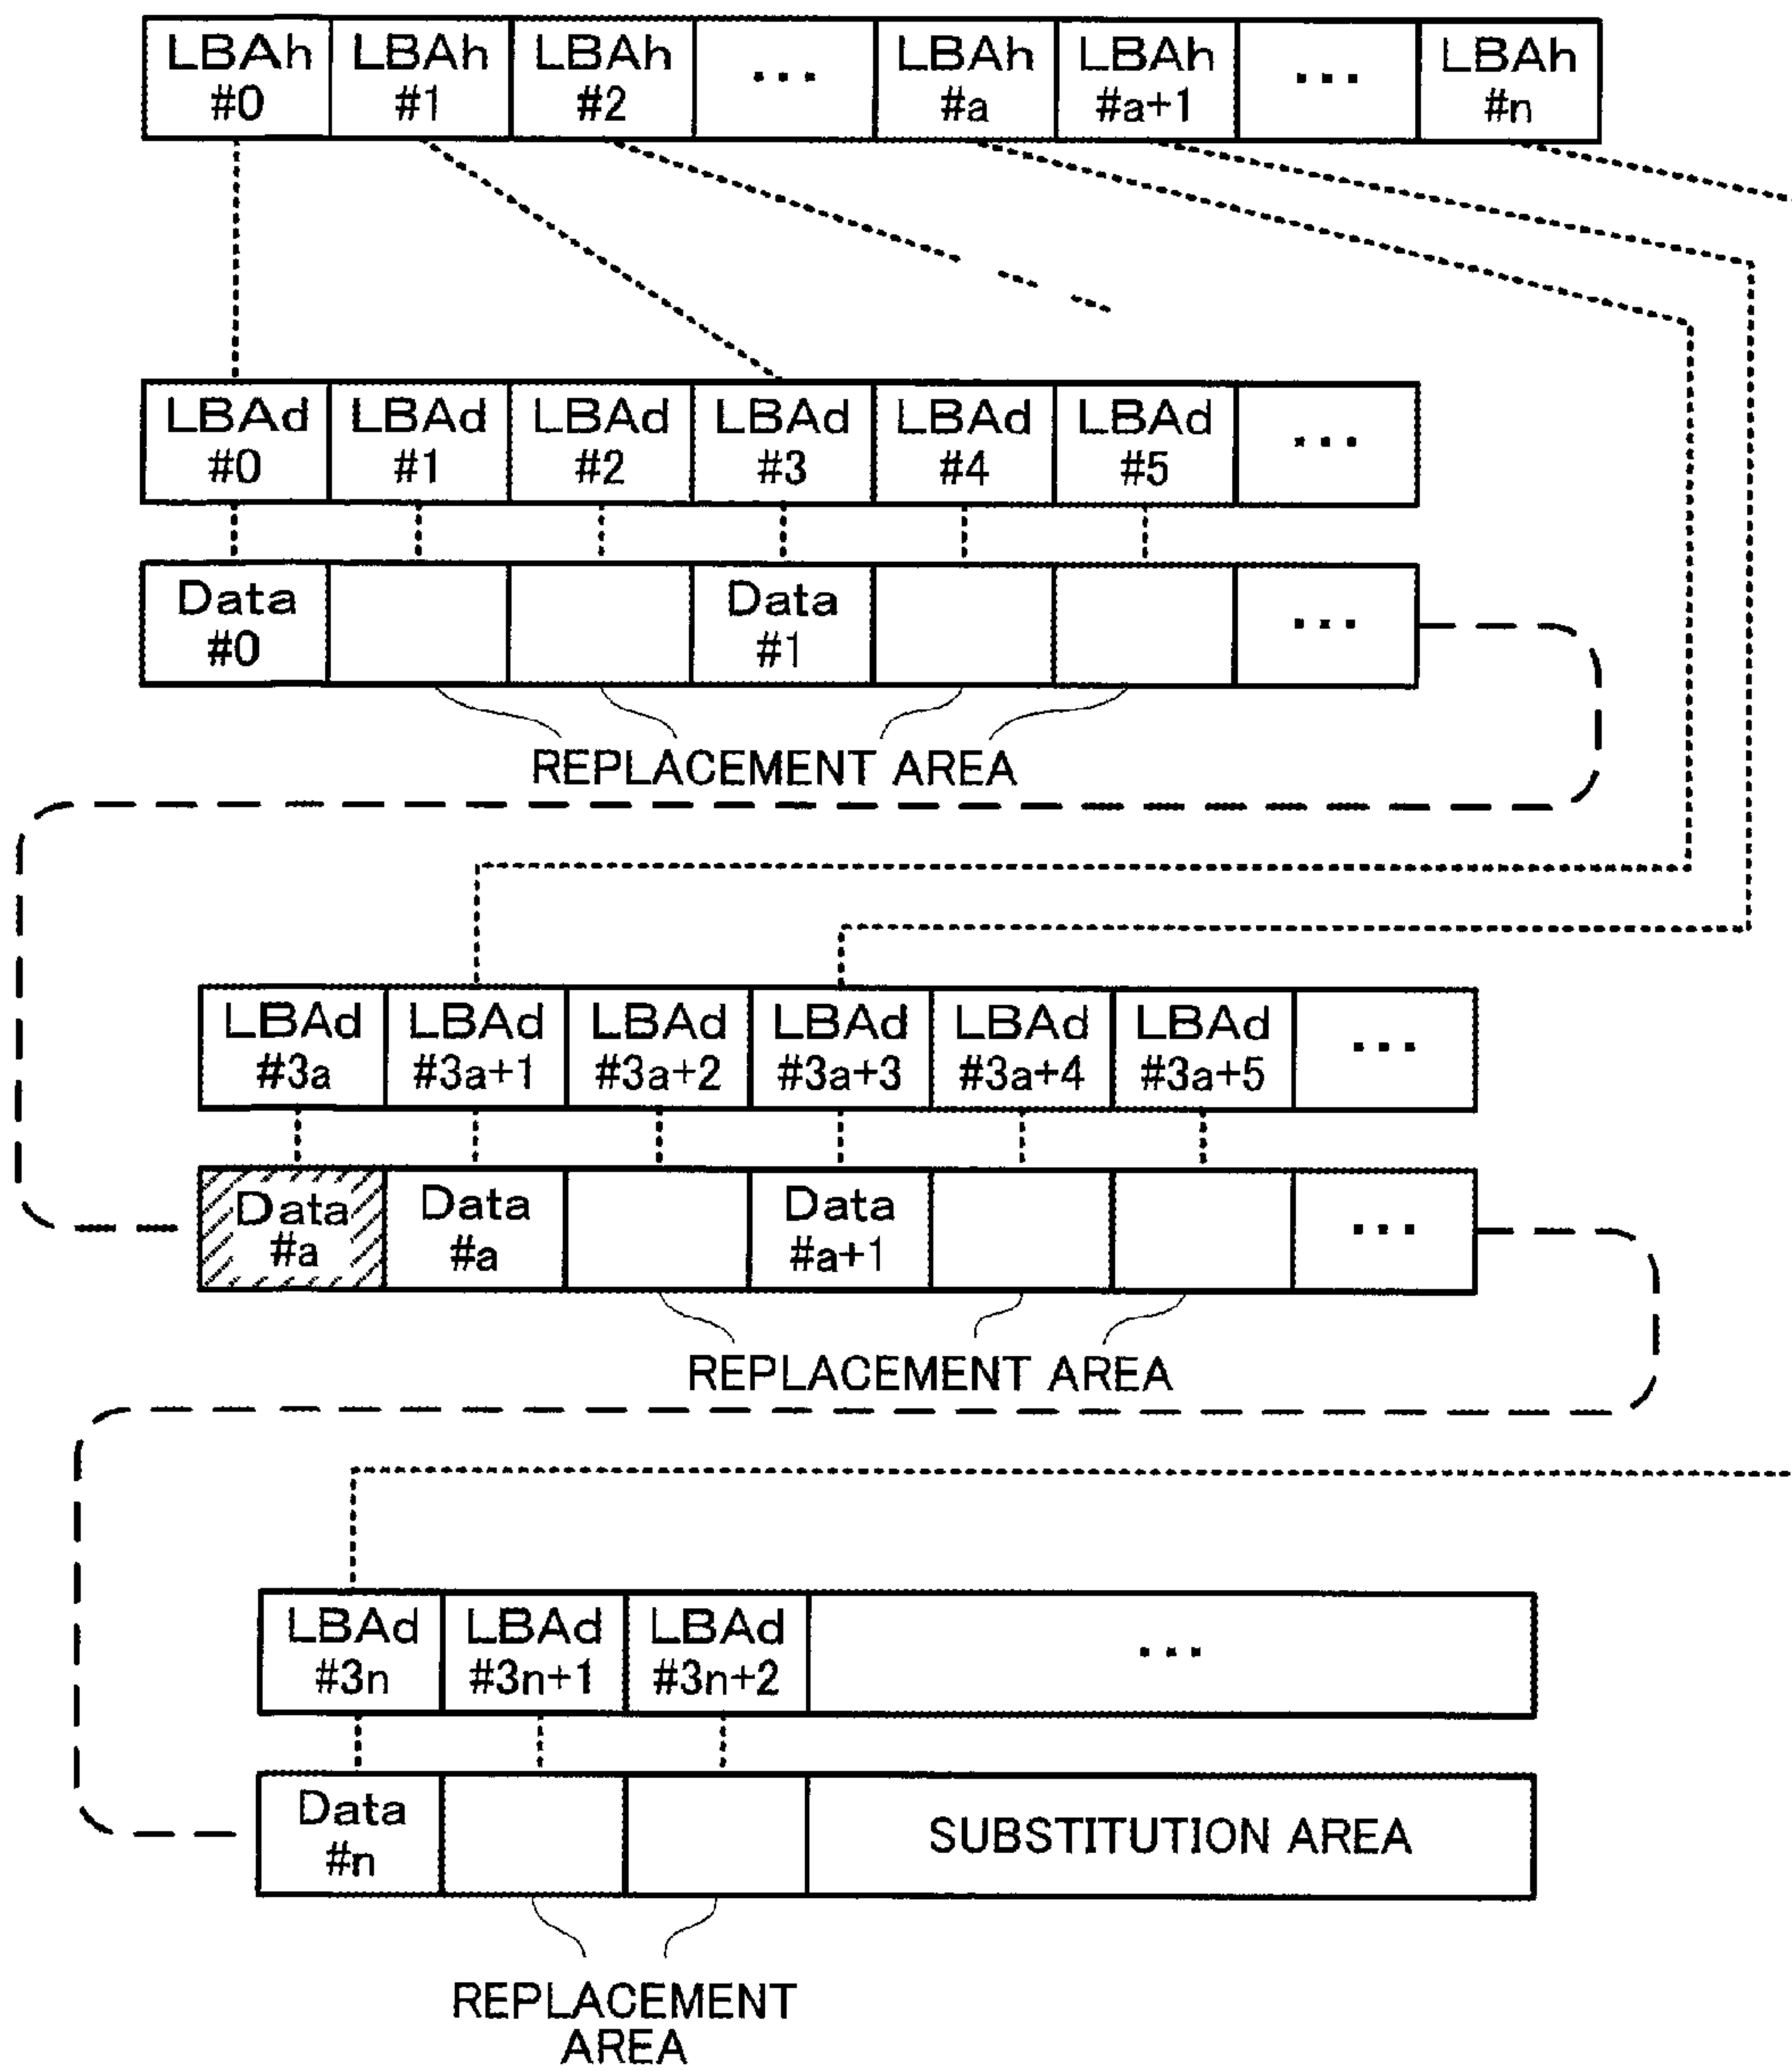 LBAh LBAh LBAh ... LBAh LBAh ... LBAh
#0 #1 #2 #a #a+1 #n
LBAd LBAd LBAd LBAd LBAd LBAd ...
#0 #1 #2 #3 #4 #5
Data Data ...
#0 #1
REPLACEMENT AREA
LBAd LBAd LBAd LBAd LBAd LBAd ...
#3a #3a+1 #3a+2 #3a+3 #3a+4 #3a+5
Data Data Data ...
#a #a #a+1
REPLACEMENT AREA
LBAd LBAd LBAd ...
#3n #3n+1 #3n+2
Data SUBSTITUTION AREA
#n
REPLACEMENT
AREA